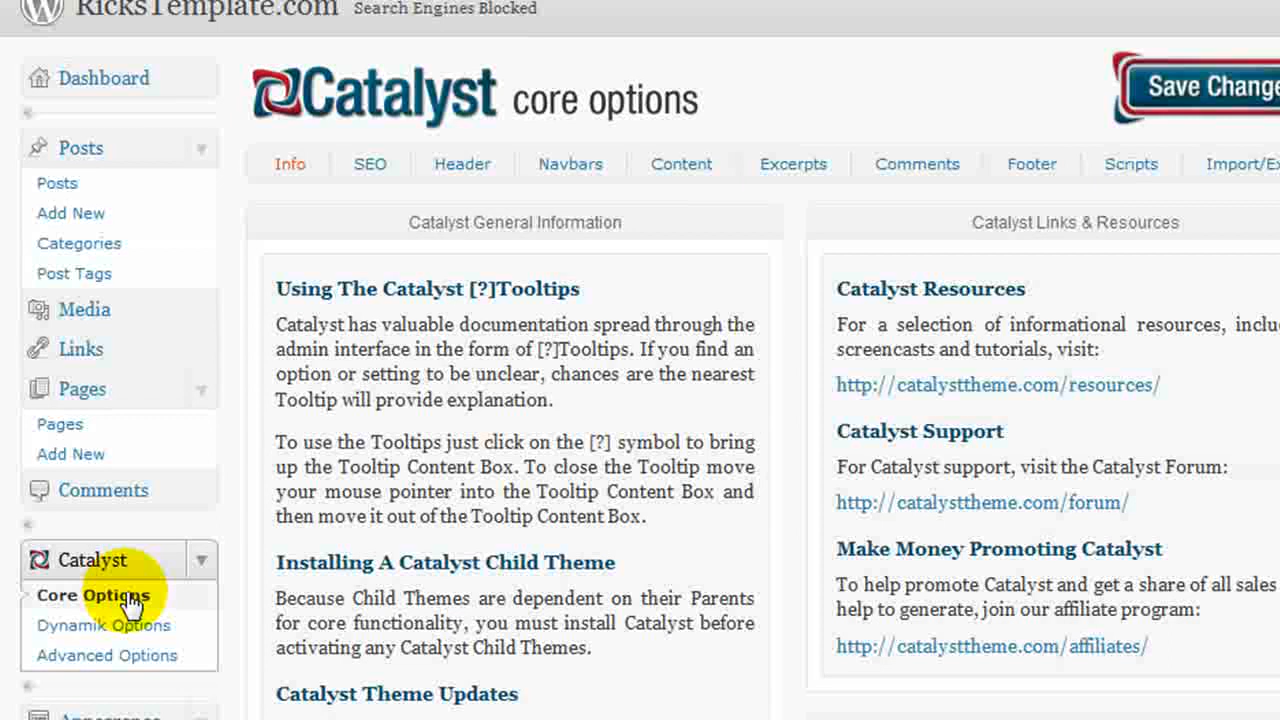 RicksTemplate.com Search Engines Blocked
Dashboard
Posts
Posts
Add New
Categories
Post Tags
Media
Links
Pages
Pages
Add New
Comments
Catalyst
Core Options
Dynamik Options
Advanced Options
Appearance
Catalyst core options
Save Change
Info SEO Header Navbars Content Excerpts Comments Footer Scripts Import/Ex
Catalyst General Information
Using The Catalyst [?]Tooltips
Catalyst has valuable documentation spread through the
admin interface in the form of [?]Tooltips. If you find an
option or setting to be unclear, chances are the nearest
Tooltip will provide explanation.
To use the Tooltips just click on the [?] symbol to bring
up the Tooltip Content Box. To close the Tooltip move
your mouse pointer into the Tooltip Content Box and
then move it out of the Tooltip Content Box.
Installing A Catalyst Child Theme
Because Child Themes are dependent on their Parents
for core functionality, you must install Catalyst before
activating any Catalyst Child Themes.
Catalyst Theme Updates
Catalyst Links & Resources
Catalyst Resources
For a selection of informational resources, inclu
screencasts and tutorials, visit:
http://catalysttheme.com/resources/
Catalyst Support
For Catalyst support, visit the Catalyst Forum:
http://catalysttheme.com/forum/
Make Money Promoting Catalyst
To help promote Catalyst and get a share of all sales
help to generate, join our affiliate program:
http://catalysttheme.com/affiliates/